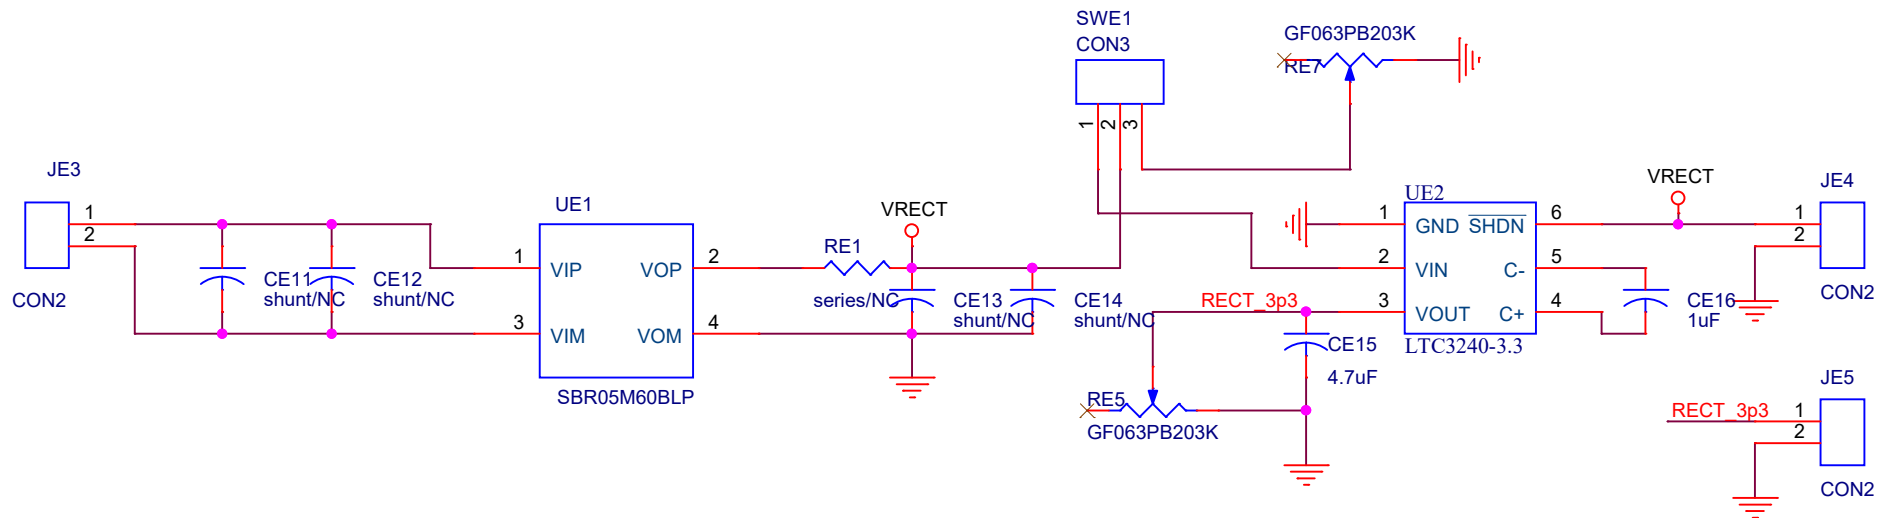 SWE1
CON3
1
2
3
GF063PB203K
RE7
JE3
1
2
CON2
CE11
shunt/NC
CE12
shunt/NC
UE1
1
VIP
VOP
2
3
VIM
VOM
4
SBR05M60BLP
RE1
series/NC
VRECT
CE13
shunt/NC
CE14
shunt/NC
RECT_3p3
RE5
GF063PB203K
CE15
4.7uF
UE2
1
GND
SHDN
6
2
VIN
C-
5
3
VOUT
C+
4
LTC3240-3.3
CE16
1uF
VRECT
JE4
1
2
CON2
JE5
RECT_3p3
1
2
CON2